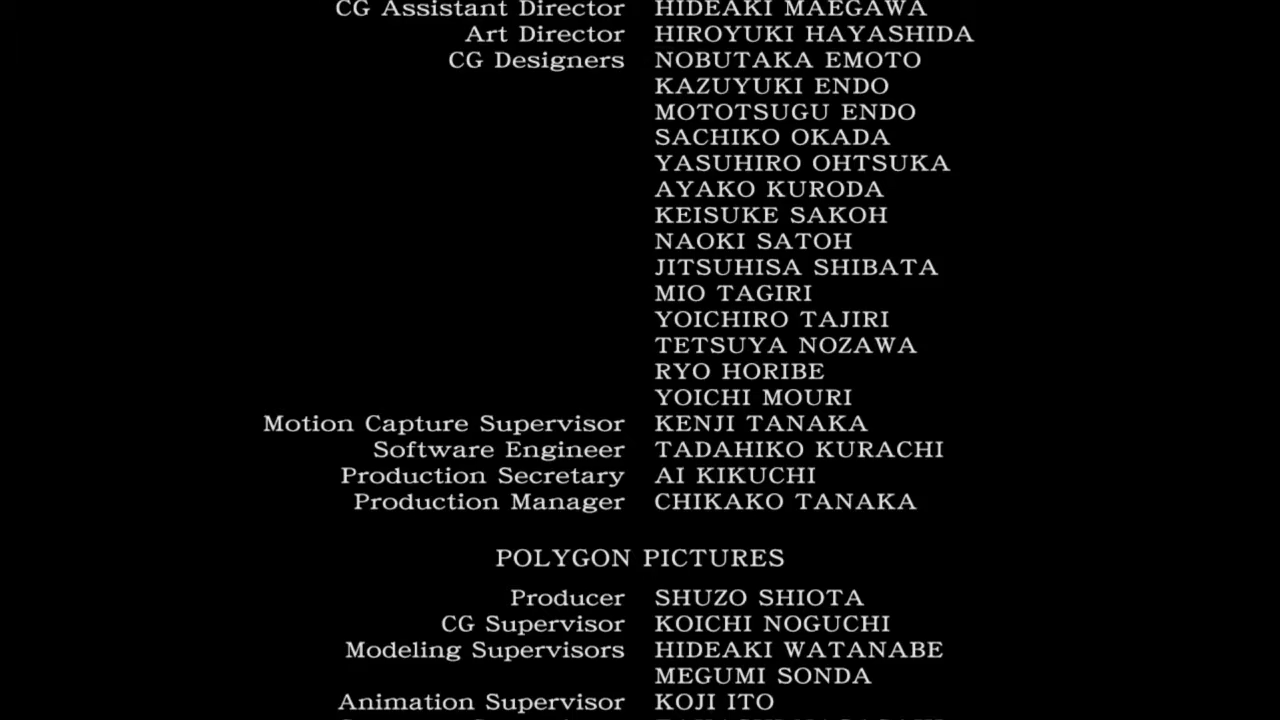 CG Assistant Director HIDEAKI MAEGAWA
Art Director HIROYUKI HAYASHIDA
CG Designers NOBUTAKA EMOTO
KAZUYUKI ENDO
MOTOTSUGU ENDO
SACHIKO OKADA
YASUHIRO OHTSUKA
AYAKO KURODA
KEISUKE SAKOH
NAOKI SATOH
JITSUHISA SHIBATA
MIO TAGIRI
YOICHIRO TAJIRI
TETSUYA NOZAWA
RYO HORIBE
YOICHI MOURI
Motion Capture Supervisor KENJI TANAKA
Software Engineer TADAHIKO KURACHI
Production Secretary AI KIKUCHI
Production Manager CHIKAKO TANAKA
POLYGON PICTURES
Producer SHUZO SHIOTA
CG Supervisor KOICHI NOGUCHI
Modeling Supervisors HIDEAKI WATANABE
MEGUMI SONDA
Animation Supervisor KOJI ITO